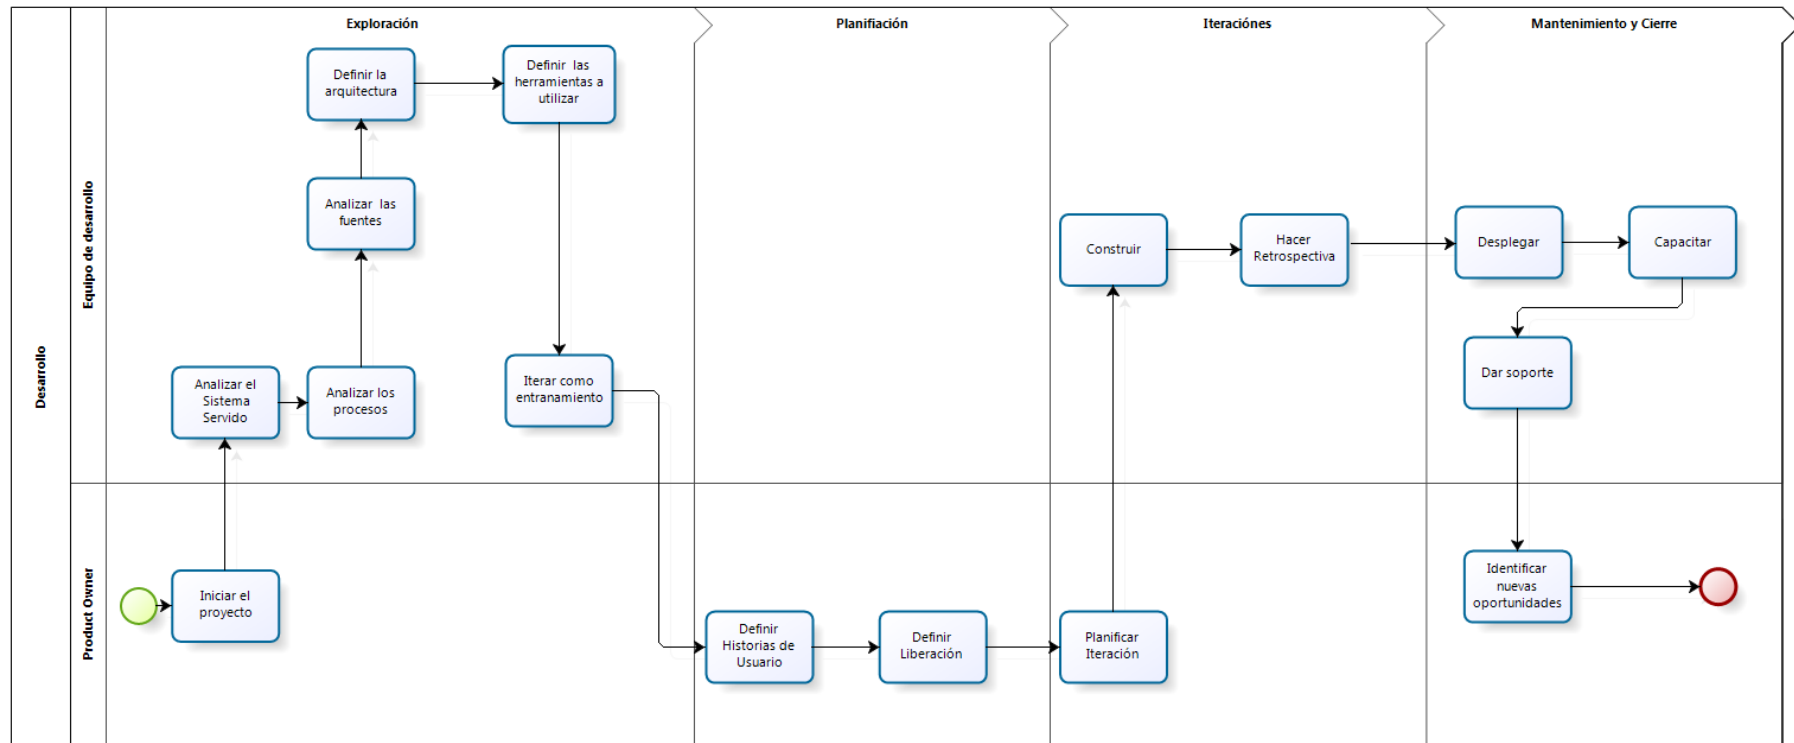 Exploración
Planifiación
Iteraciónes
Mantenimiento y Cierre
Desarrollo
Equipo de desarrollo
Definir la
arquitectura
Definir las
herramientas a
utilizar
Analizar las
fuentes
Analizar el
Sistema
Servido
Analizar los
procesos
Iterar como
entranamiento
Construir
Hacer
Retrospectiva
Desplegar
Capacitar
Dar soporte
Product Owner
Iniciar el
proyecto
Definir
Historias de
Usuario
Definir
Liberación
Planificar
Iteración
Identificar
nuevas
oportunidades